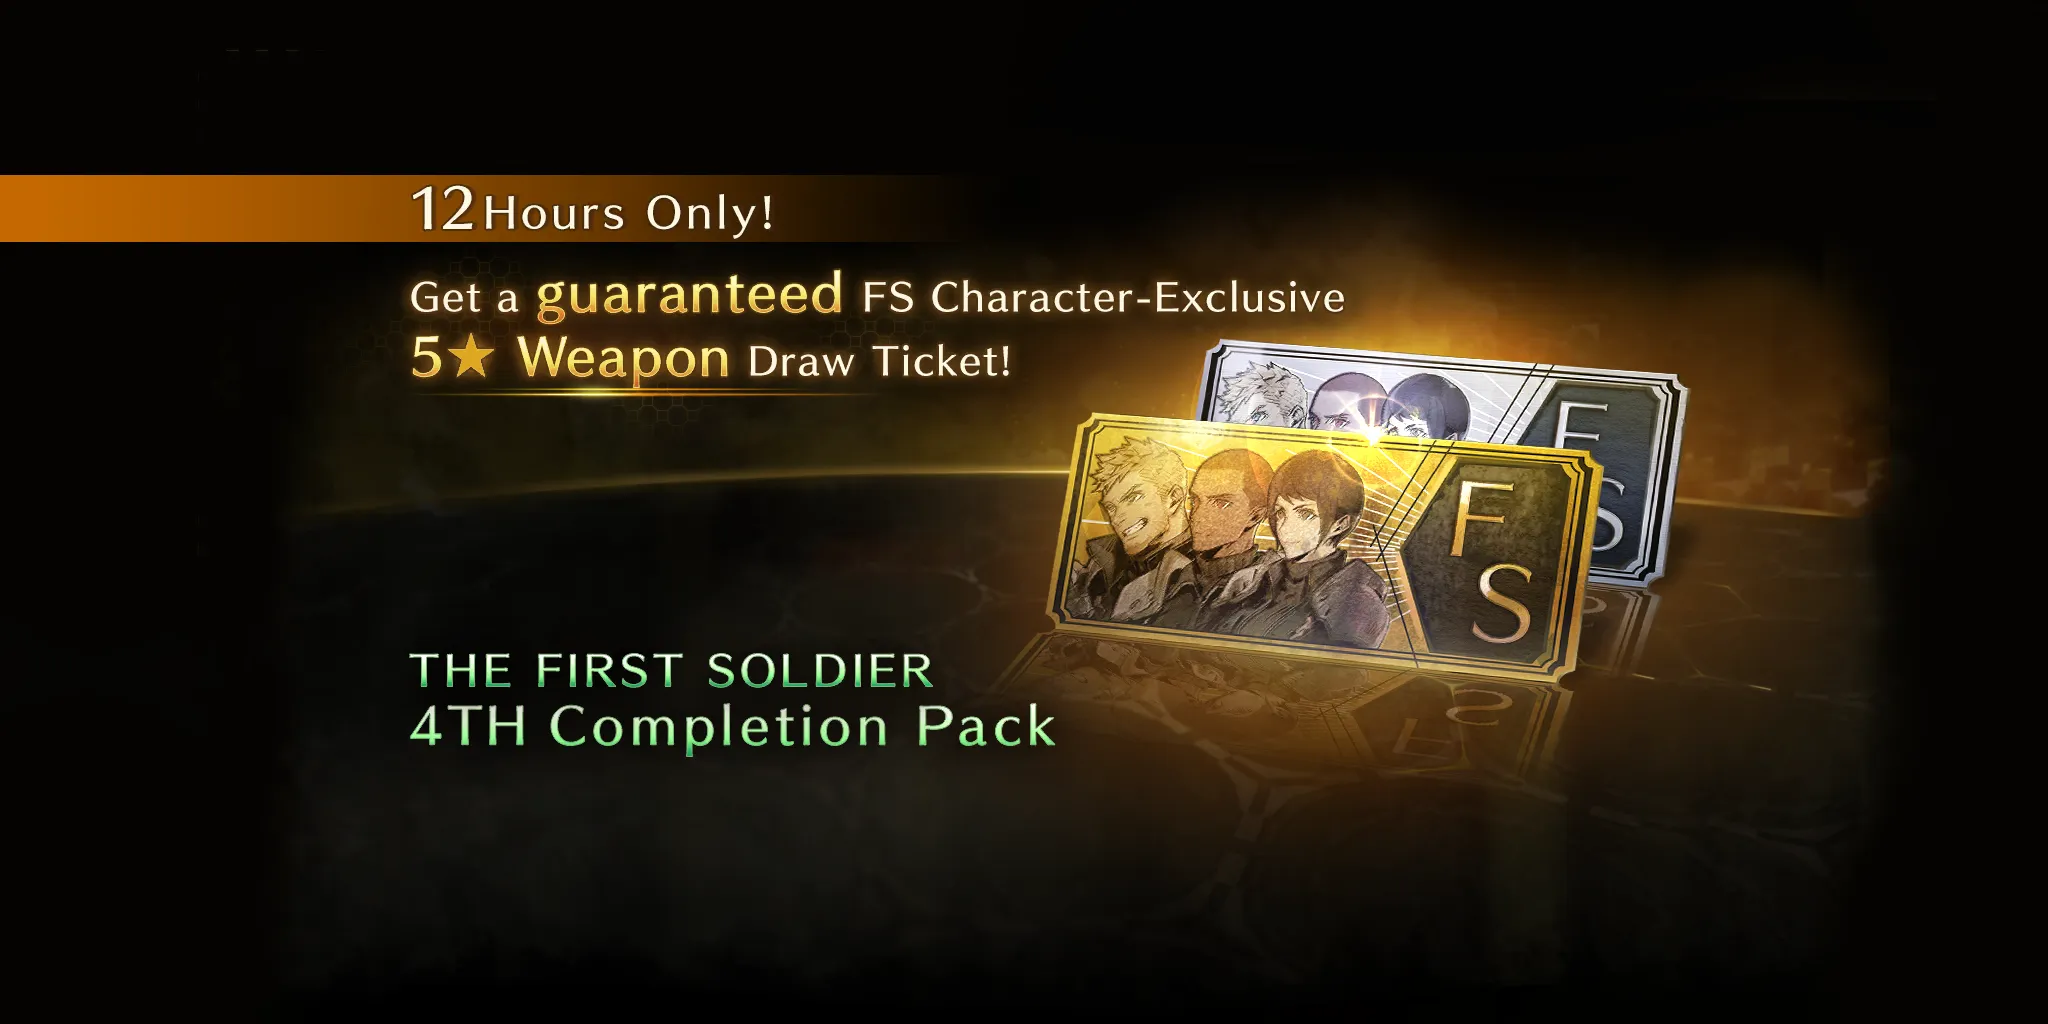 12 Hours Only!
Get a guaranteed FS Character-Exclusive
5★ Weapon Draw Ticket!
F
S
F
S
THE FIRST SOLDIER
4TH Completion Pack